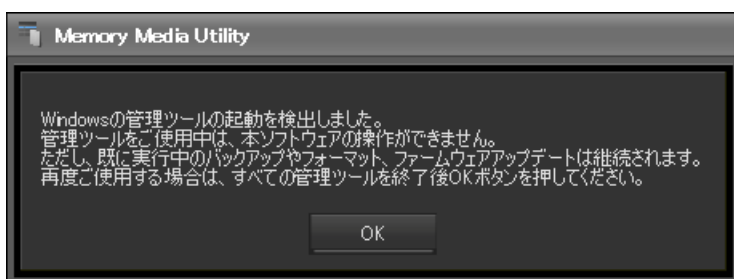 Memory Media Utility
Windowsの管理ツールの起動を検出しました。
管理ツールをご使用中は、本ソフトウェアの操作ができません。
ただし、既に実行中のバックアップやフォーマット、ファームウェアアップデートは継続されます。
再度ご使用する場合は、すべての管理ツールを終了後OKボタンを押してください。
OK